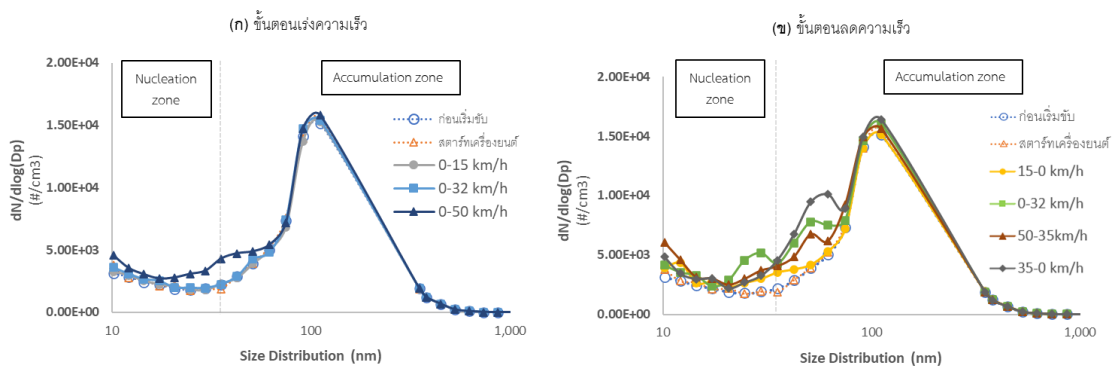 (ก) ขั้นตอนเร่งความเร็ว
2.00E+04
1.50E+04
1.00E+04
5.00E+03
0.00E+00
dN/dlog(Dp)
(#/cm3)
Nucleation
zone
Accumulation zone
ก่อนเริ่มขับ
สตาร์ทเครื่องยนต์
0-15 km/h
0-32 km/h
0-50 km/h
10
100
1,000
Size Distribution (nm)
(ข) ขั้นตอนลดความเร็ว
2.00E+04
1.50E+04
1.00E+04
5.00E+03
0.00E+00
dN/dlog(Dp)
(#/cm3)
Nucleation
zone
Accumulation zone
ก่อนเริ่มขับ
สตาร์ทเครื่องยนต์
15-0 km/h
0-32 km/h
50-35km/h
35-0 km/h
10
100
1,000
Size Distribution (nm)